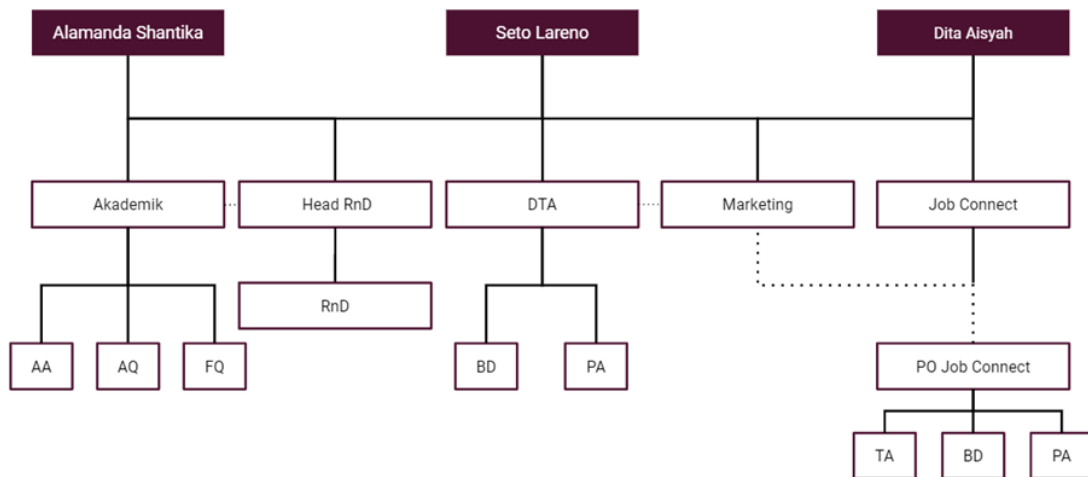 Alamanda Shantika
Seto Lareno
Dita Aisyah
Akademik
Head RnD
DTA
Marketing
Job Connect
RnD
AA
AQ
FQ
BD
PA
PO Job Connect
TA
BD
PA